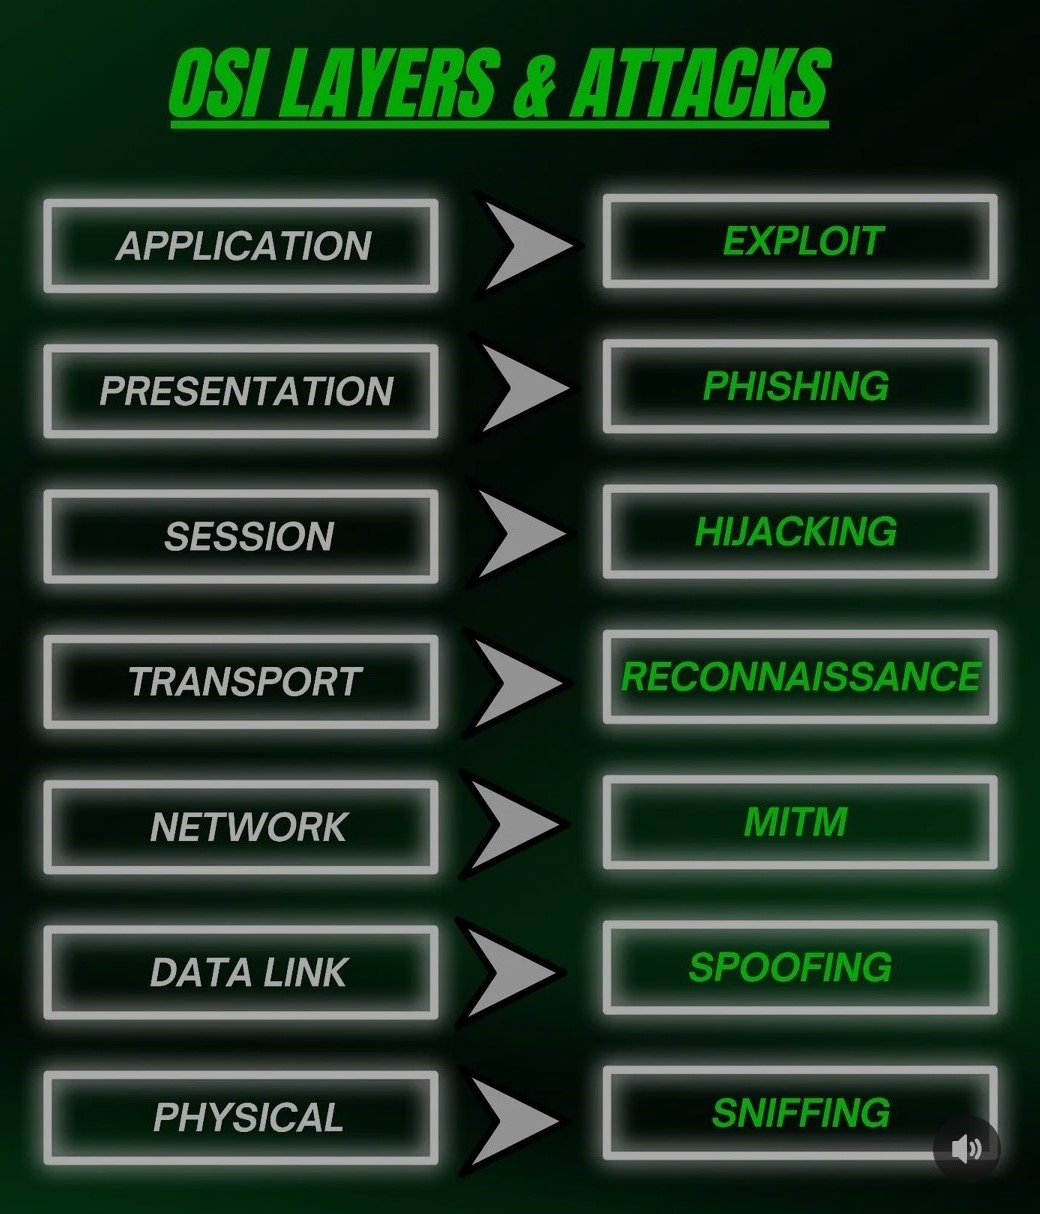 OSI LAYERS & ATTACKS
APPLICATION
EXPLOIT
PRESENTATION
PHISHING
SESSION
HIJACKING
TRANSPORT
RECONNAISSANCE
NETWORK
MITM
DATA LINK
SPOOFING
PHYSICAL
SNIFFING